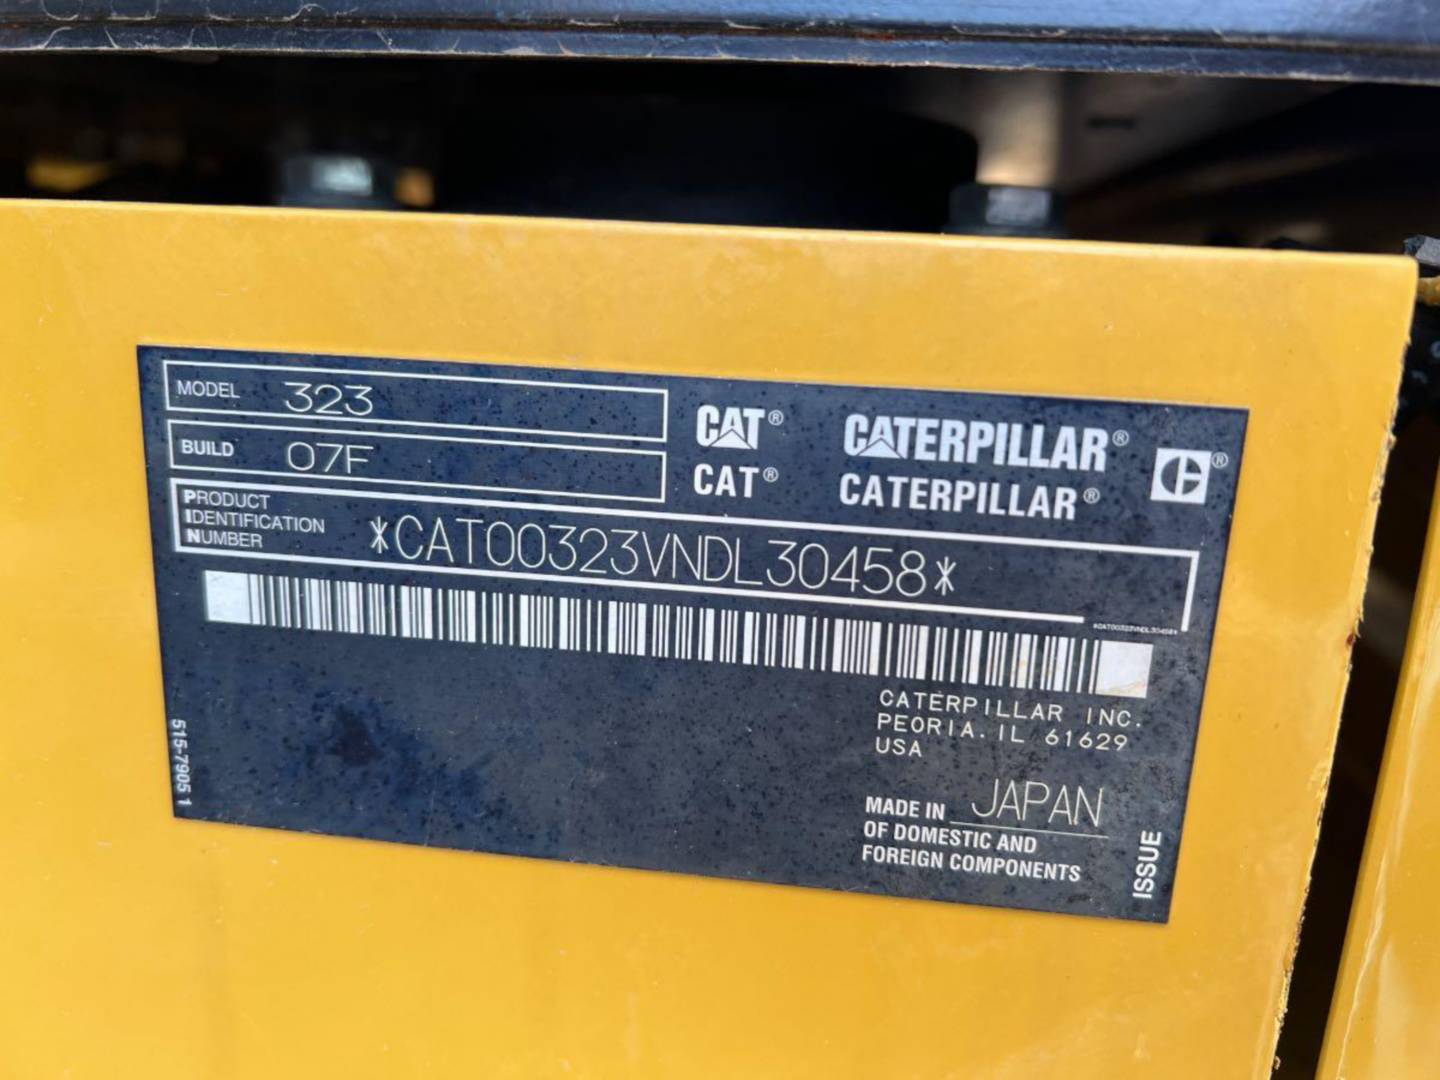 MODEL 323
BUILD 07F
PRODUCT
IDENTIFICATION
NUMBER
*CAT00323VNDL30458*
CAT® CATERPILLAR®
CAT® CATERPILLAR®
*CAT00323VNDL30458*
CATERPILLAR INC.
PEORIA. IL 61629
USA
MADE IN JAPAN
OF DOMESTIC AND
FOREIGN COMPONENTS
515-7905 1
ISSUE